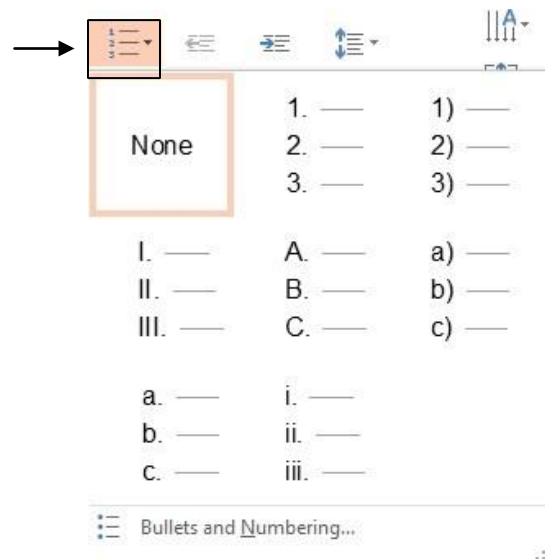 None
1.
2.
3.
1)
2)
3)
I.
II.
III.
A.
B.
C.
a)
b)
c)
a.
b.
c.
i.
ii.
iii.
Bullets and Numbering...